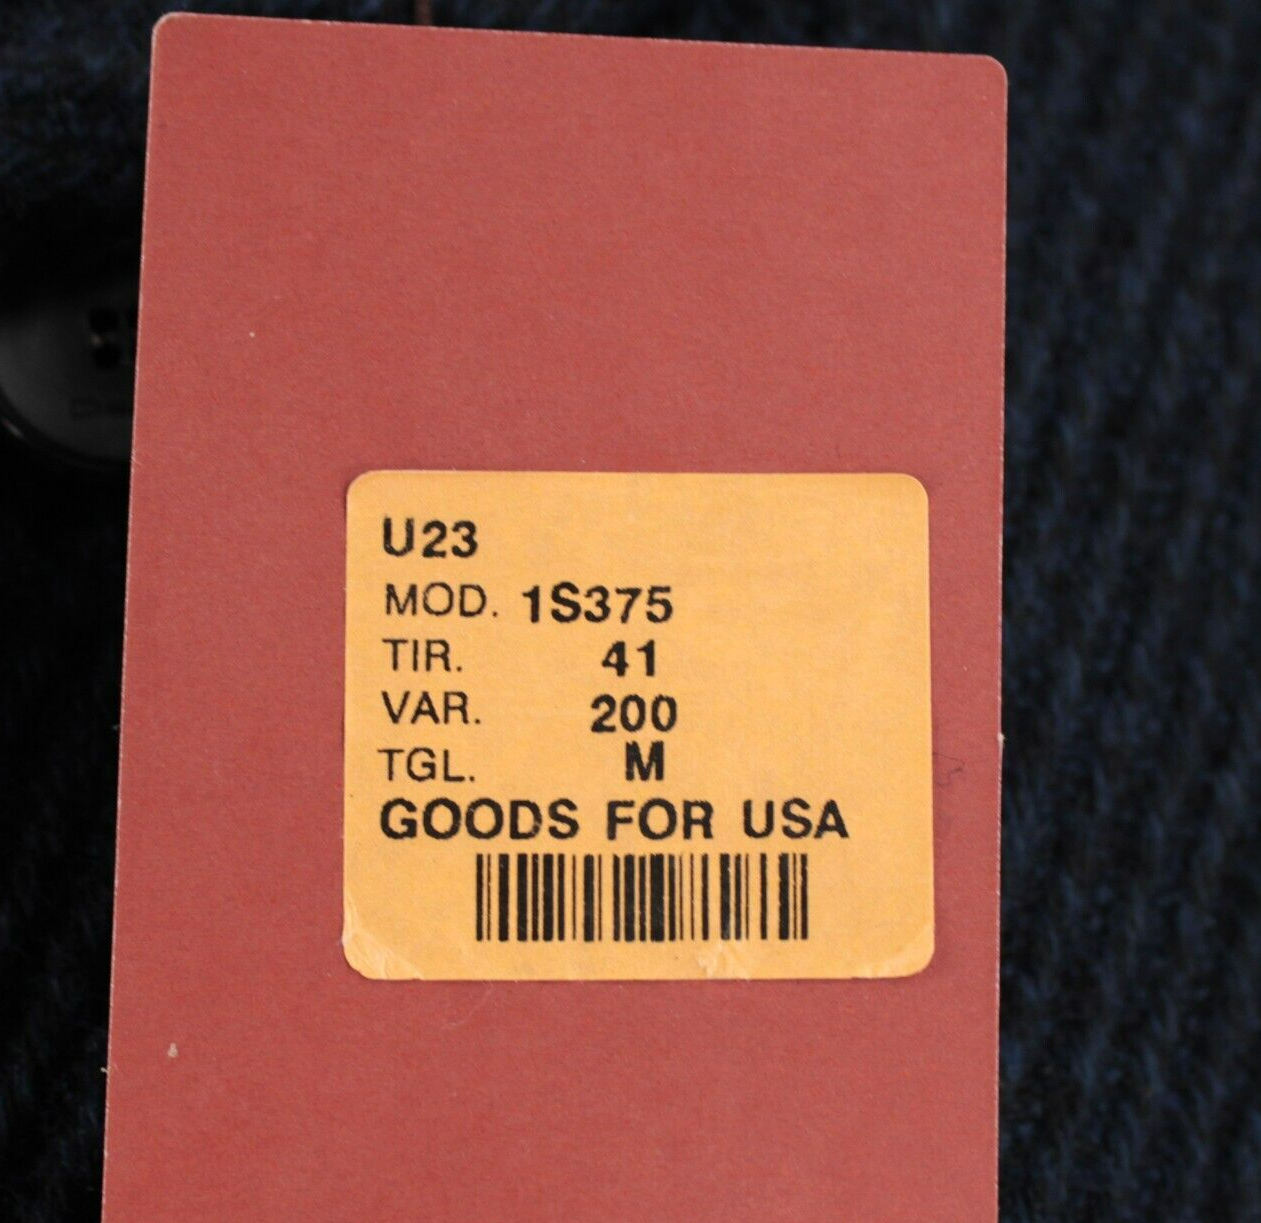 U23
MOD. 1S375
TIR. 41
VAR. 200
TGL. M
GOODS FOR USA